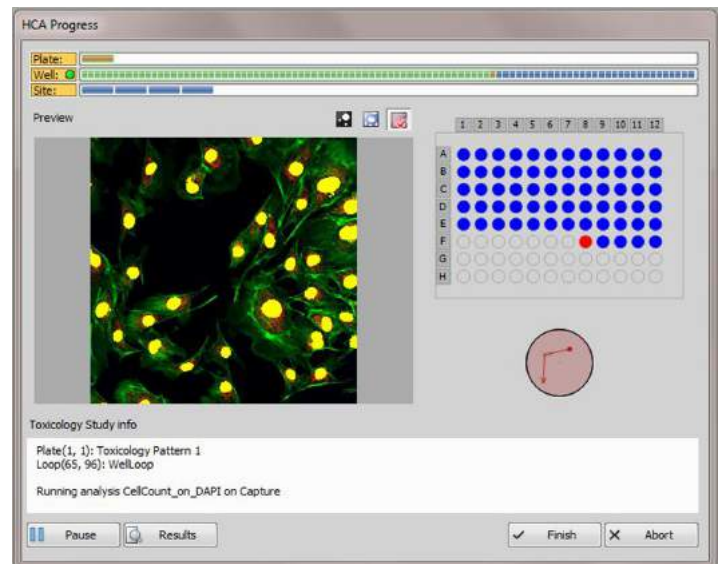 HCA Progress
Plate:
Well:
Site:
Preview
1 2 3 4 5 6 7 8 9 10 11 12
A
B
C
D
E
F
G
H
Toxicology Study info
Plate(1, 1): Toxicology Pattern 1
Loop(65, 96): WellLoop
Running analysis CellCount_on_DAPI on Capture
Pause Results Finish Abort